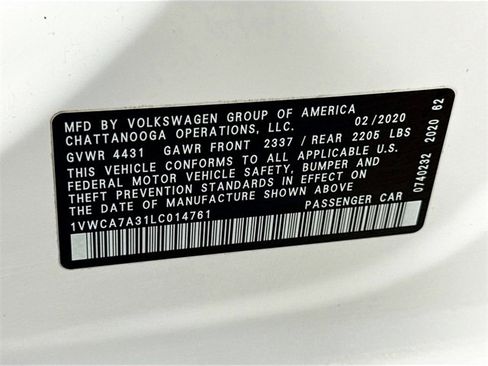 MFD BY VOLKSWAGEN GROUP OF AMERICA
CHATTANOOGA OPERATIONS, LLC. 02/2020
GVWR 4431 GAWR FRONT 2337 / REAR 2205 LBS
THIS VEHICLE CONFORMS TO ALL APPLICABLE U.S.
FEDERAL MOTOR VEHICLE SAFETY, BUMPER AND
THEFT PREVENTION STANDARDS IN EFFECT ON
DATE OF MANUFACTURE SHOWN ABOVE
1VWCA7A31LC014761 PASSENGER CAR
0740232 2020 62